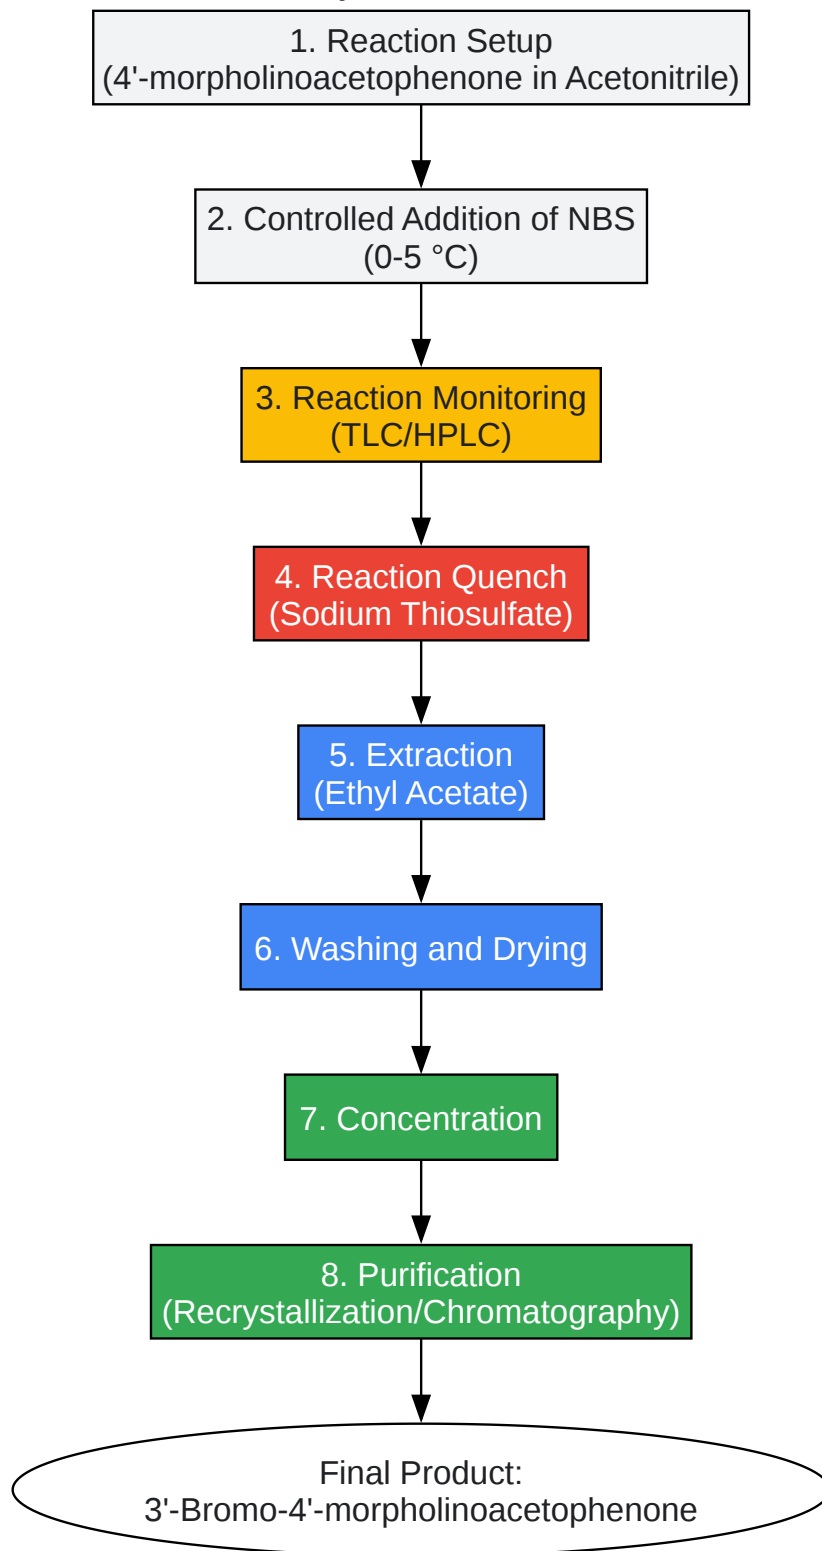 1. Reaction Setup
(4'-morpholinoacetophenone in Acetonitrile)
2. Controlled Addition of NBS
(0-5 °C)
3. Reaction Monitoring
(TLC/HPLC)
4. Reaction Quench
(Sodium Thiosulfate)
5. Extraction
(Ethyl Acetate)
6. Washing and Drying
7. Concentration
8. Purification
(Recrystallization/Chromatography)
Final Product:
3'-Bromo-4'-morpholinoacetophenone